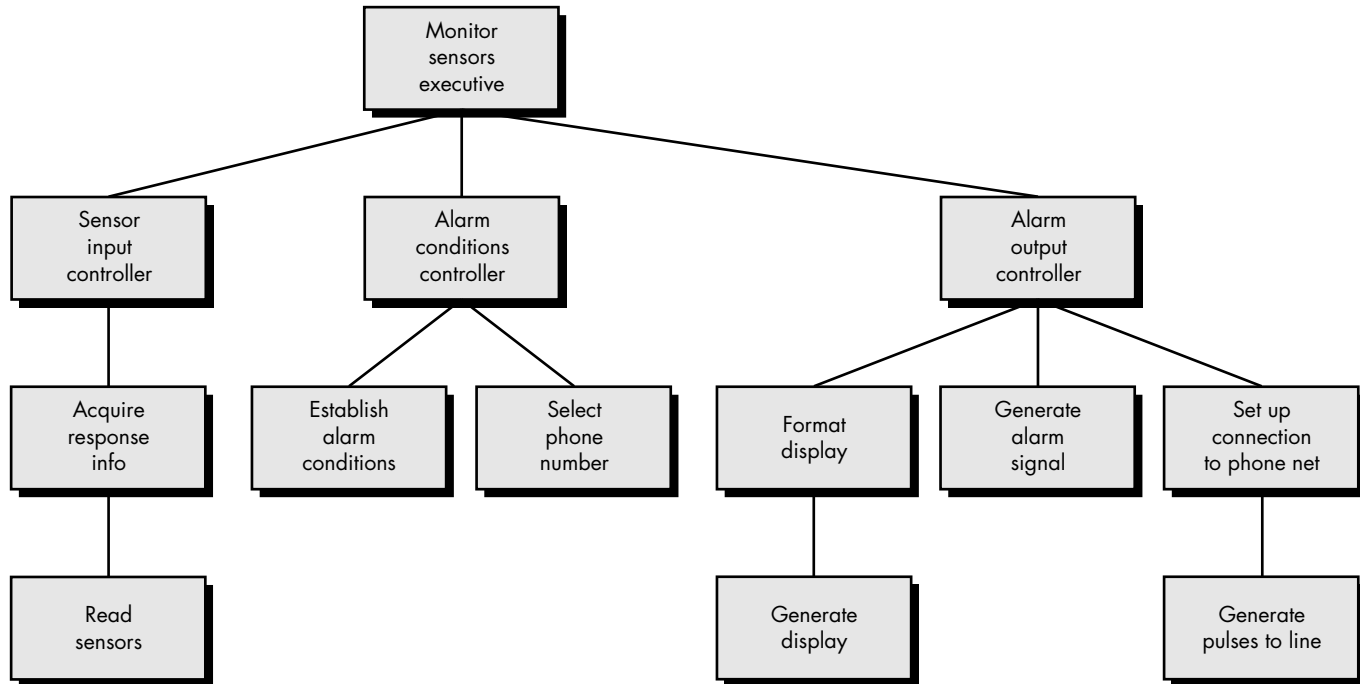 Monitor
sensors
executive
Sensor
input
controller
Alarm
conditions
controller
Alarm
output
controller
Acquire
response
info
Establish
alarm
conditions
Select
phone
number
Format
display
Generate
alarm
signal
Set up
connection
to phone net
Read
sensors
Generate
display
Generate
pulses to line